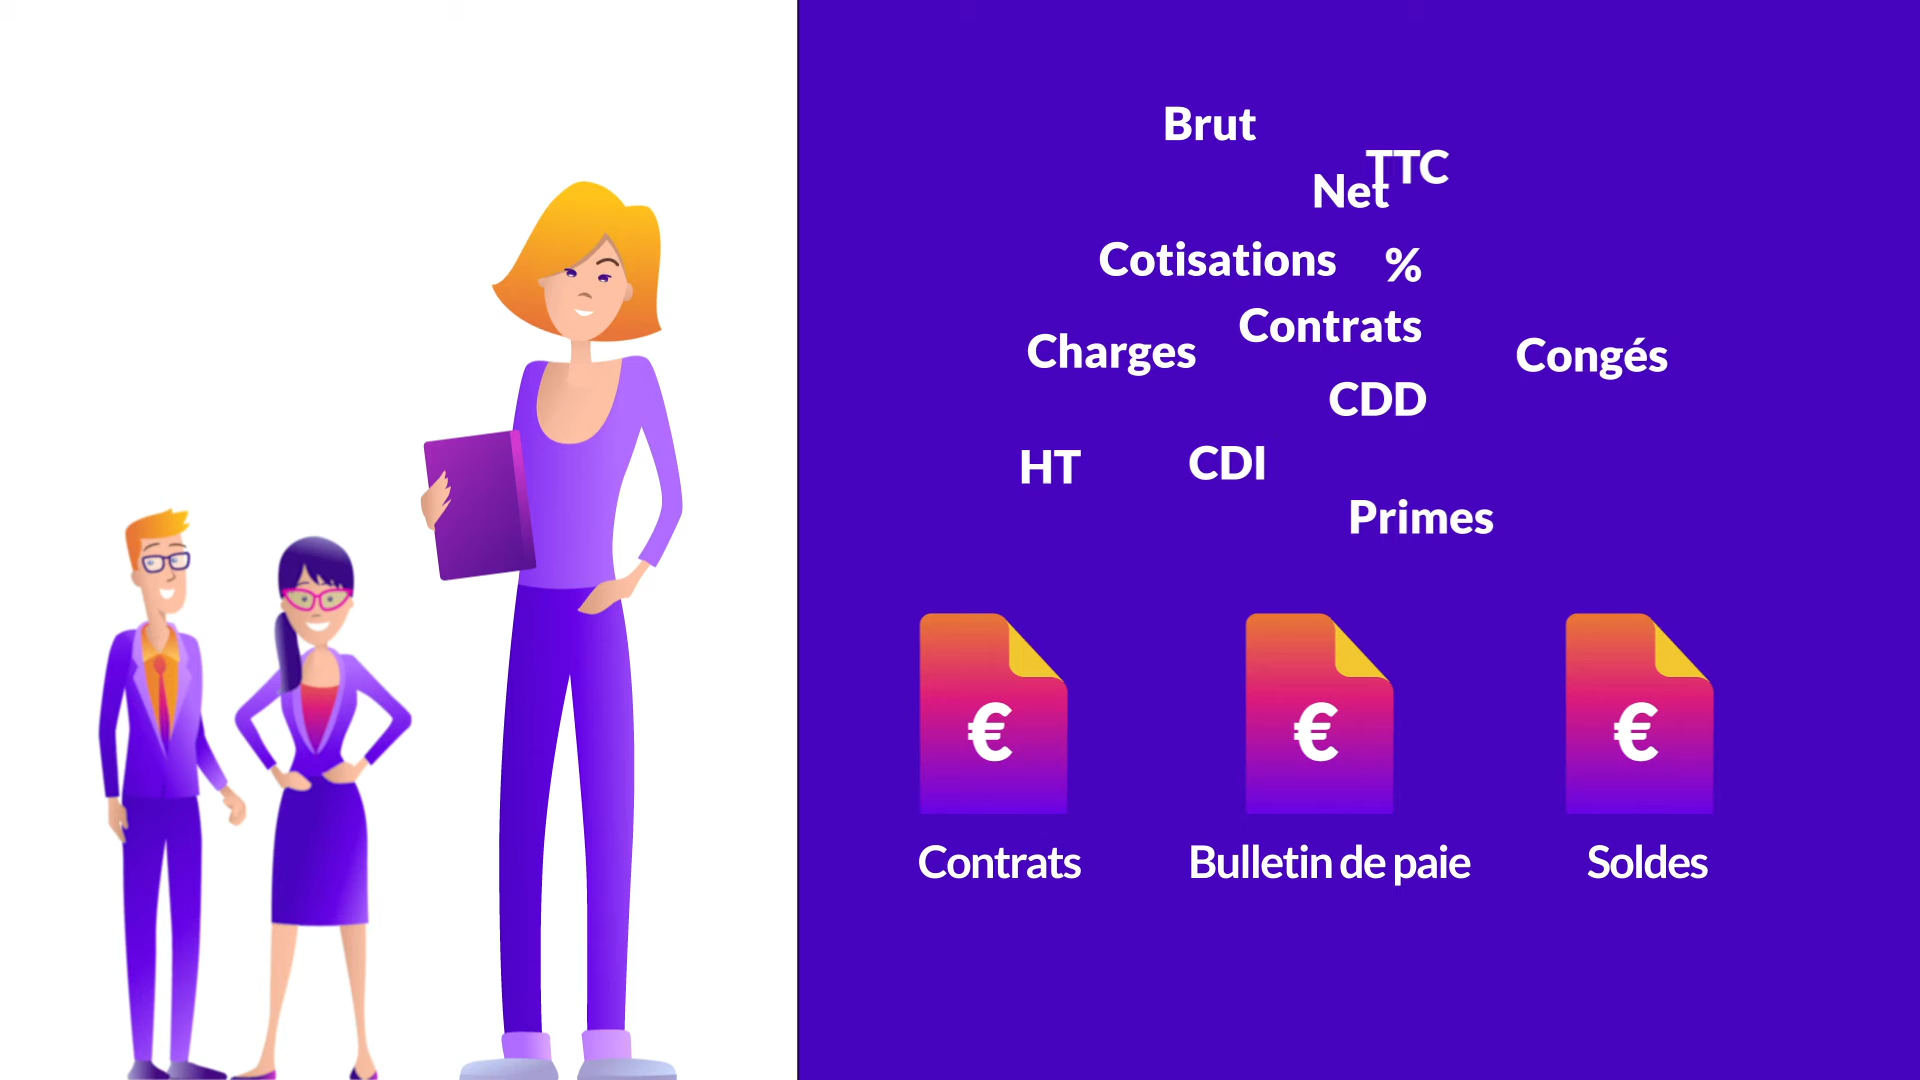 Brut
TTC
Net
Cotisations
%
Contrats
Charges
Congés
CDD
CDI
HT
Primes
€
€
€
Contrats
Bulletin de paie
Soldes